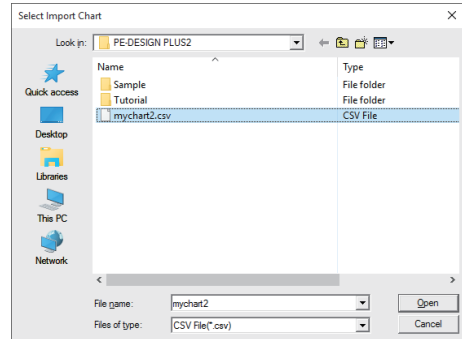 Select Import Chart
Look in: PE-DESIGN PLUS2
Name Type
Sample File folder
Tutorial File folder
mychart2.csv CSV File
Quick access
Desktop
Libraries
This PC
Network
File name: mychart2 Open
Files of type: CSV File(*.csv) Cancel